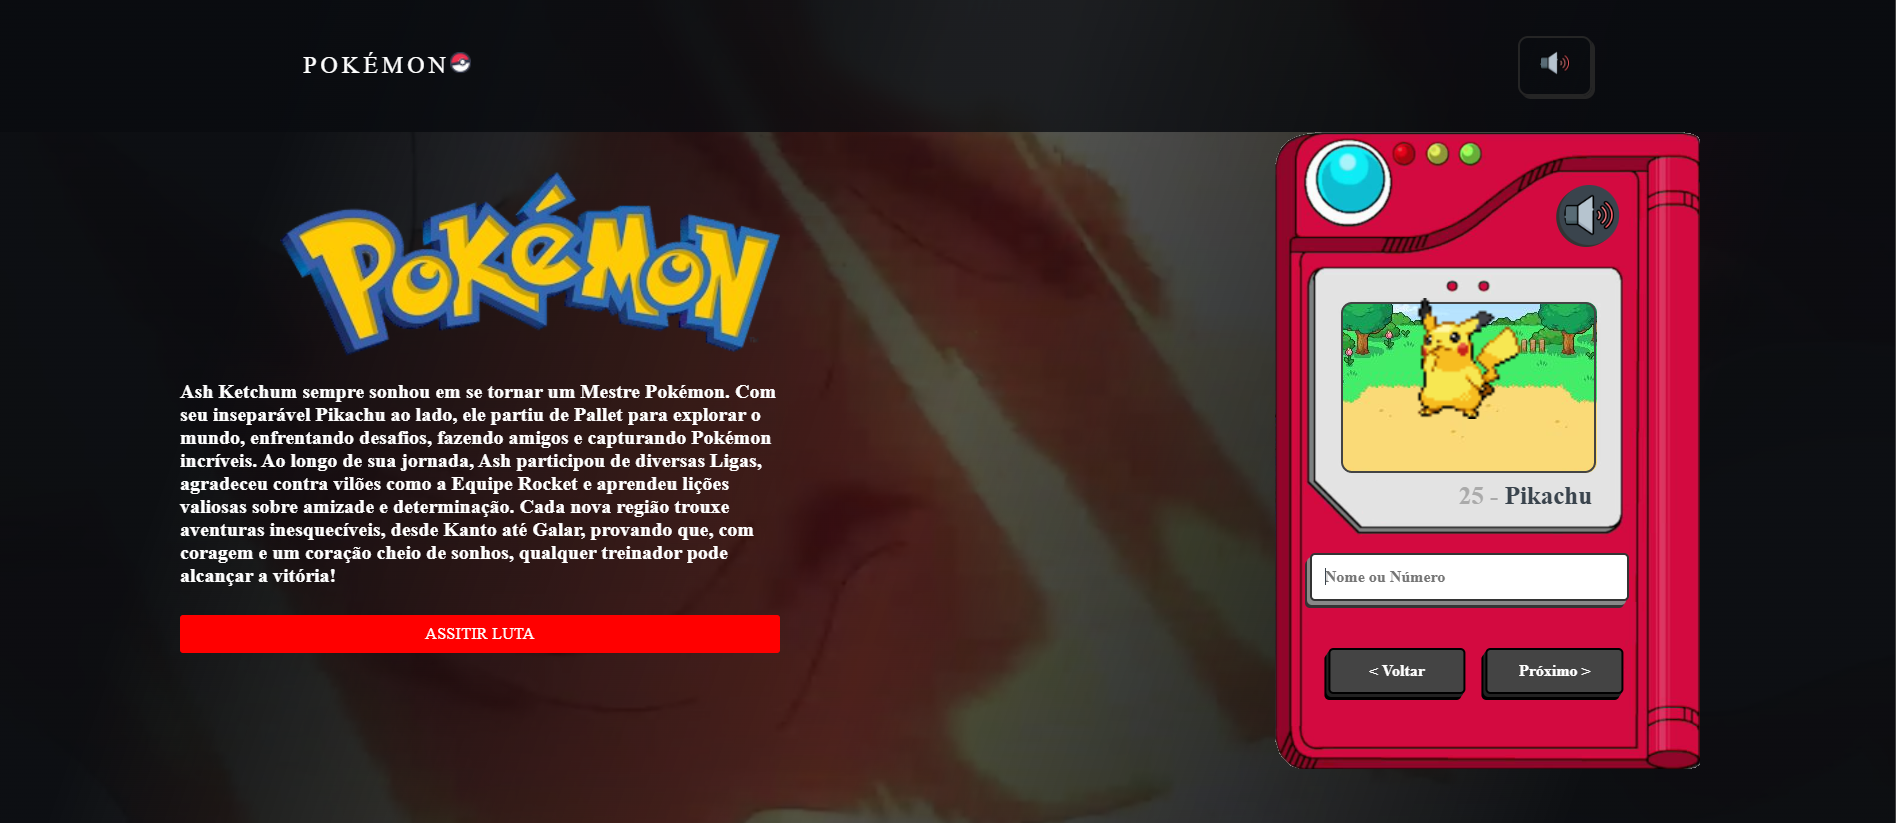 POKÉMON
POKÉMON
Ash Ketchum sempre sonhou em se tornar um Mestre Pokémon. Com
seu inseparável Pikachu ao lado, ele partiu de Pallet para explorar o
mundo, enfrentando desafios, fazendo amigos e capturando Pokémon
incríveis. Ao longo de sua jornada, Ash participou de diversas Ligas,
agradeceu contra vilões como a Equipe Rocket e aprendeu lições
valiosas sobre amizade e determinação. Cada nova região trouxe
aventuras inesquecíveis, desde Kanto até Galar, provando que, com
coragem e um coração cheio de sonhos, qualquer treinador pode
alcançar a vitória!
ASSITIR LUTA
25 - Pikachu
Nome ou Número
< Voltar
Próximo >